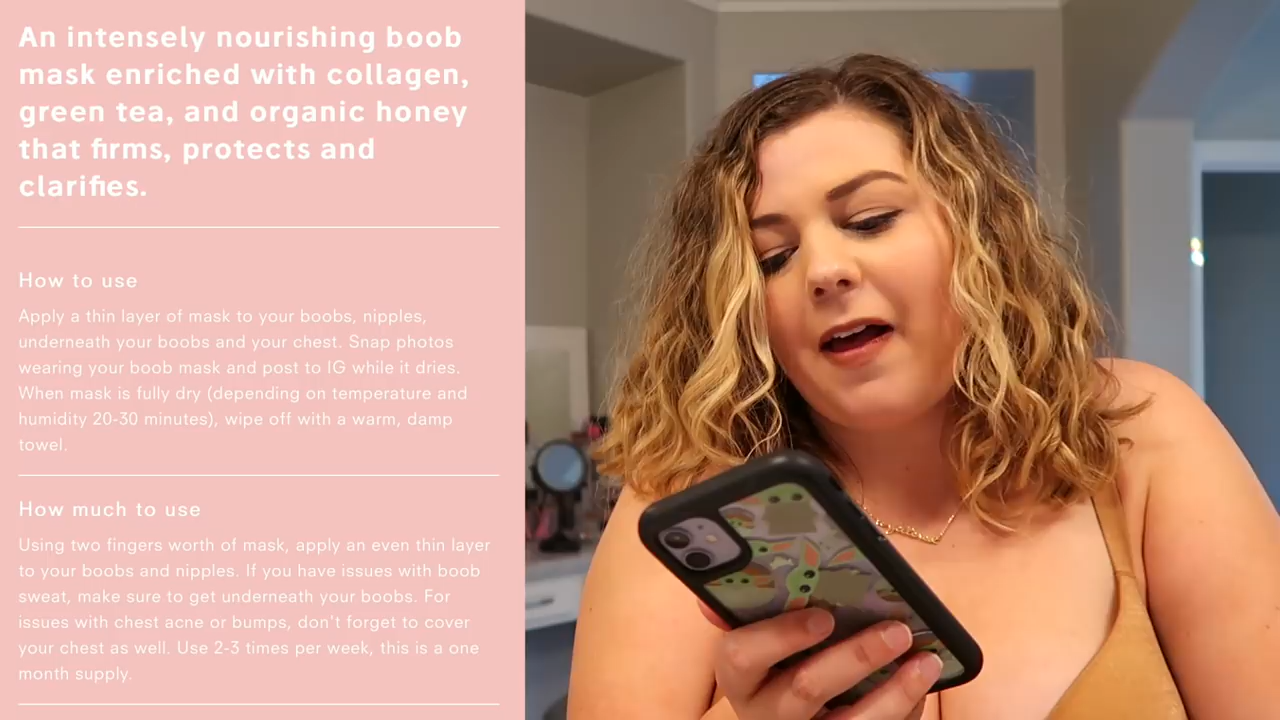 An intensely nourishing boob
mask enriched with collagen,
green tea, and organic honey
that firms, protects and
clarifies.
How to use
Apply a thin layer of mask to your boobs, nipples,
underneath your boobs and your chest. Snap photos
wearing your boob mask and post to IG while it dries.
When mask is fully dry (depending on temperature and
humidity 20-30 minutes), wipe off with a warm, damp
towel.
How much to use
Using two fingers worth of mask, apply an even thin layer
to your boobs and nipples. If you have issues with boob
sweat, make sure to get underneath your boobs. For
issues with chest acne or bumps, don't forget to cover
your chest as well. Use 2-3 times per week, this is a one
month supply.